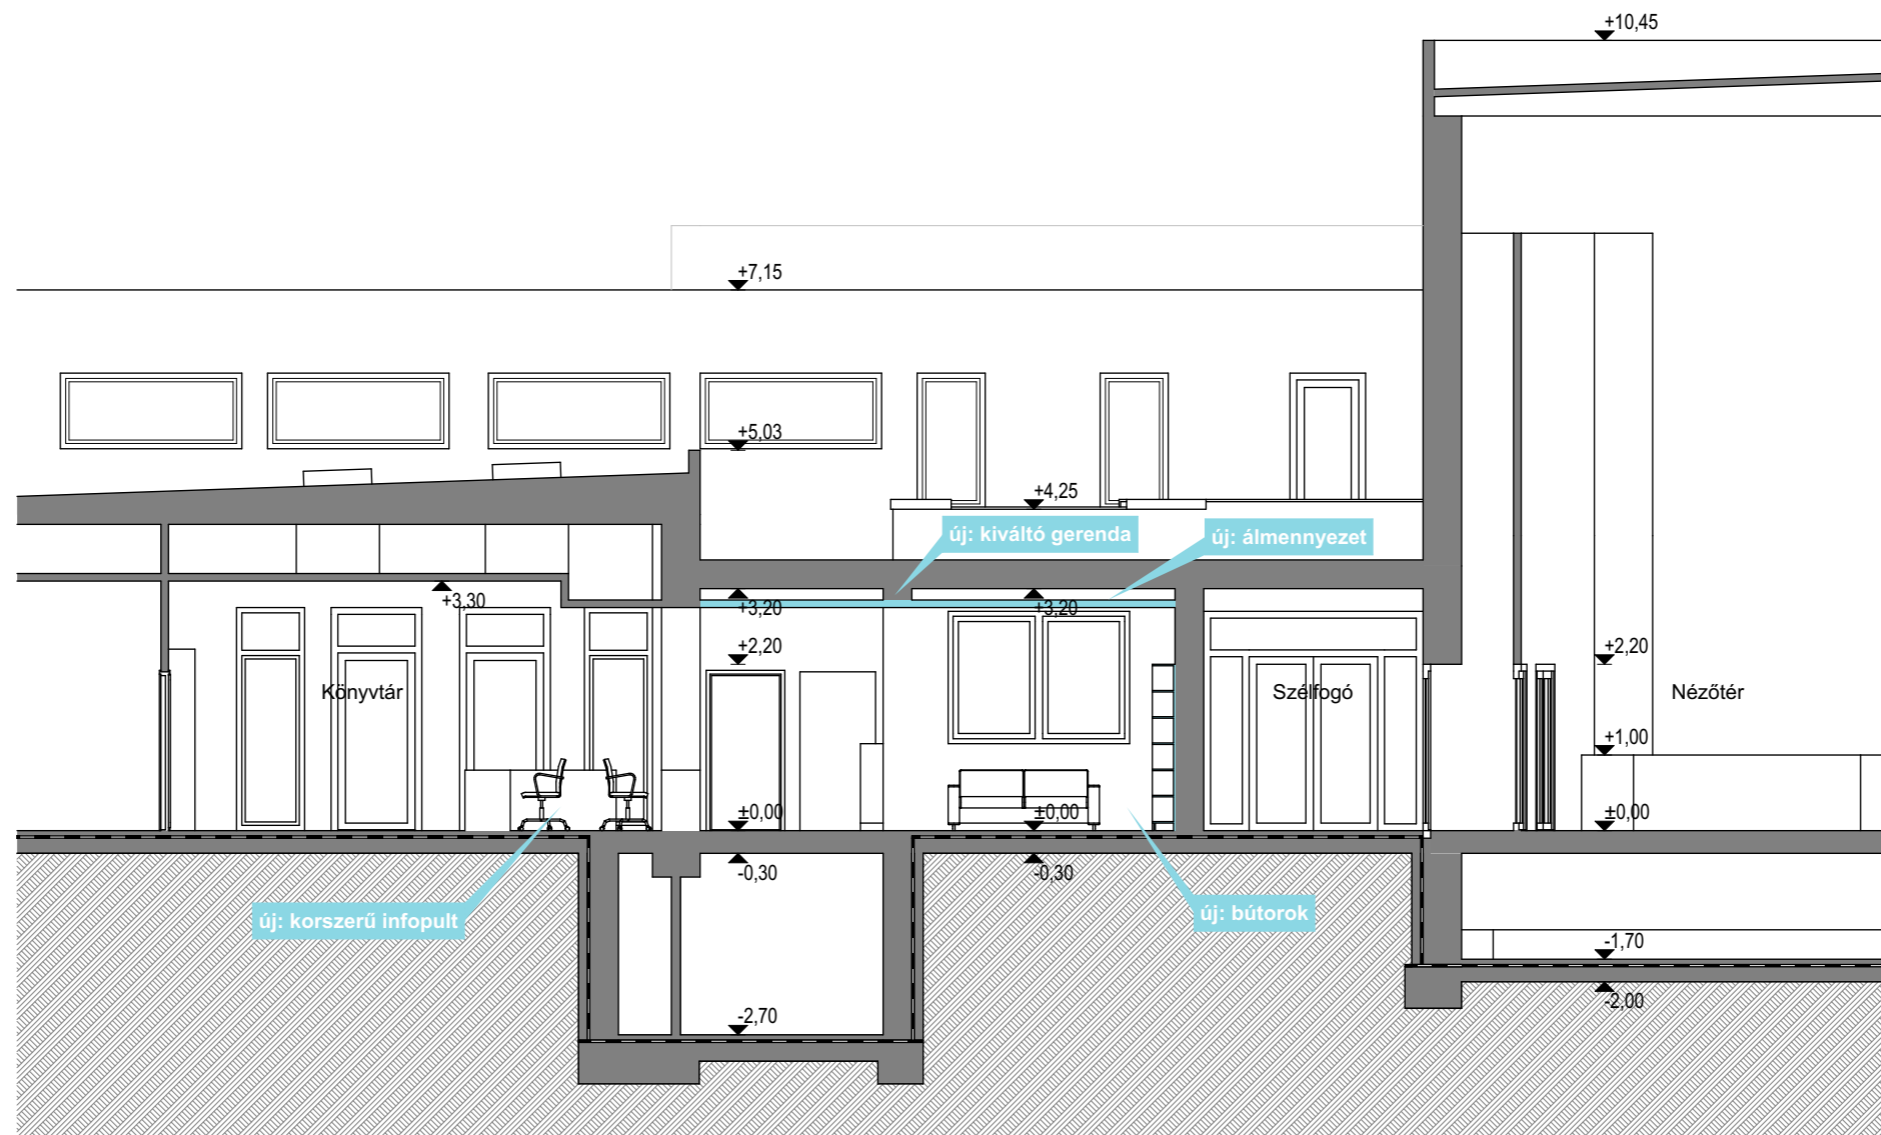 +10,45
+7,15
+5,03
+4,25
új: kiváltó gerenda
új: álmennyezet
+3,30
+3,20
+3,20
+2,20
+2,20
Könyvtár
Szélfogó
Nézőtér
+1,00
±0,00
±0,00
±0,00
-0,30
-0,30
új: korszerű infopult
új: bútorok
-1,70
-2,00
-2,70